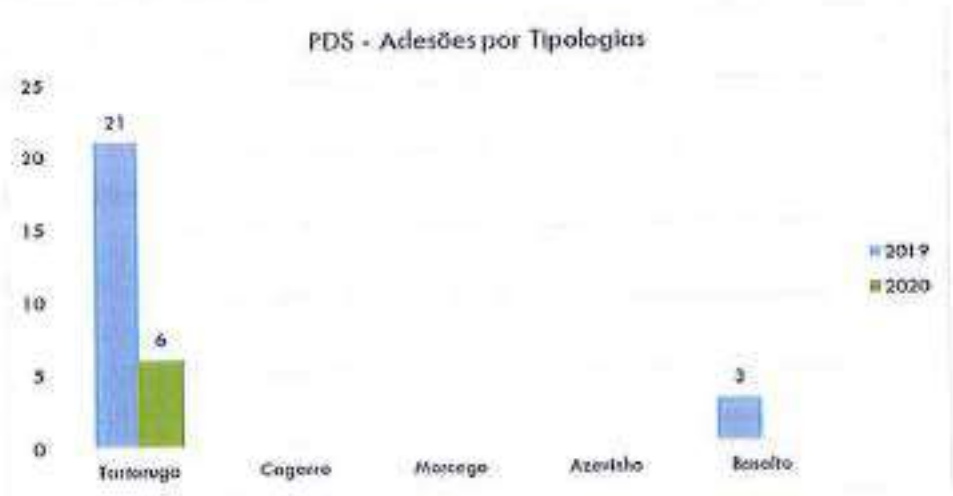 PDS - Adesões por Tipologias
25
20
15
10
5
0
21
6
3
Tartaruga
Cagarro
Morcego
Azevinho
Basalto
2019
2020